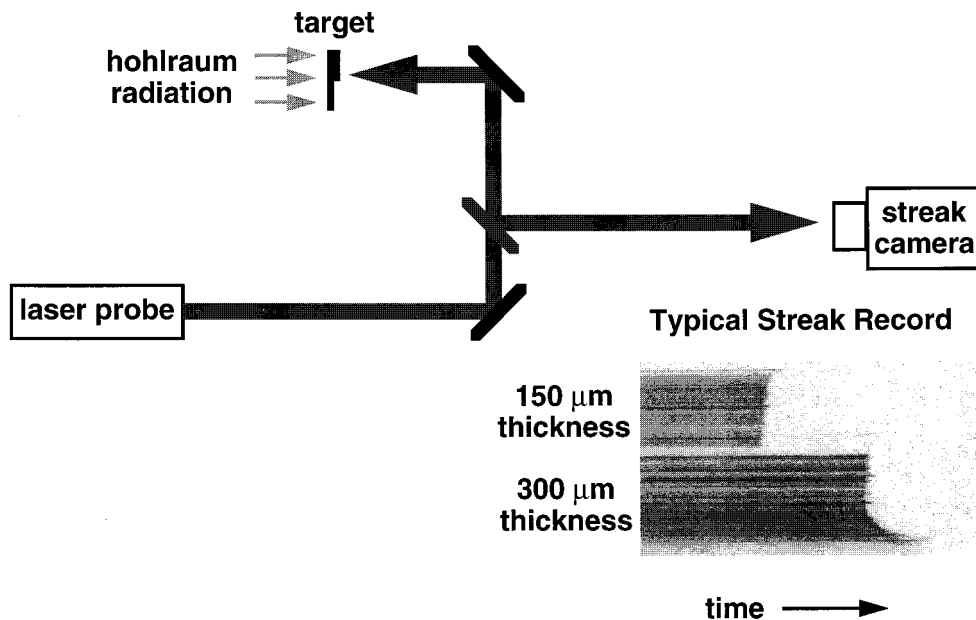 target
hohlraum
radiation
streak
camera
laser probe
Typical Streak Record
150 μm
thickness
300 μm
thickness
time